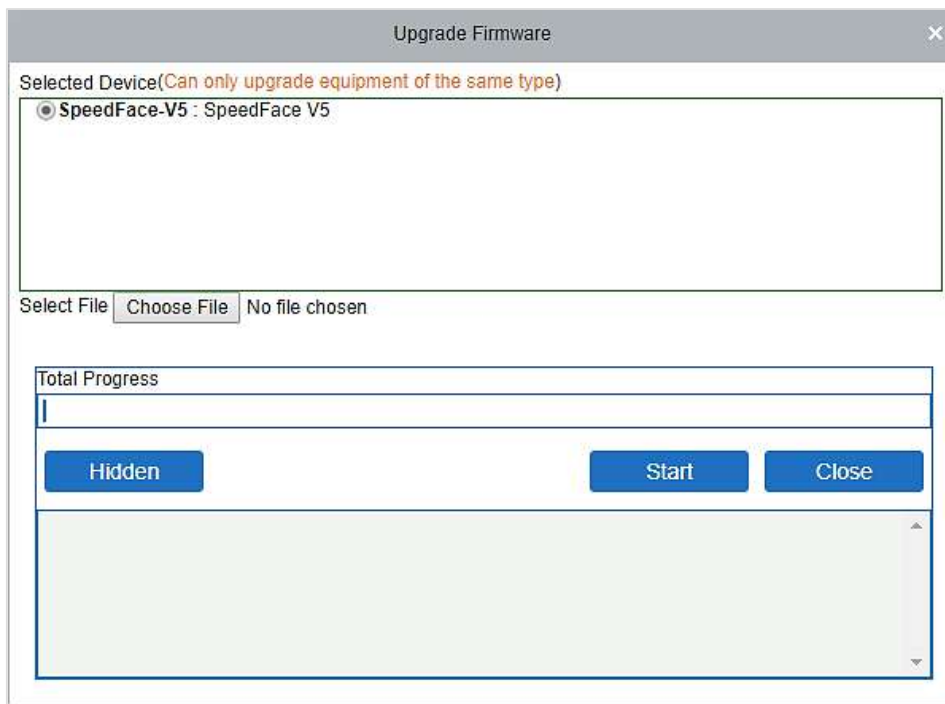 Upgrade Firmware ×
Selected Device(Can only upgrade equipment of the same type)
SpeedFace-V5 : SpeedFace V5
Select File Choose File No file chosen
Total Progress
Hidden Start Close